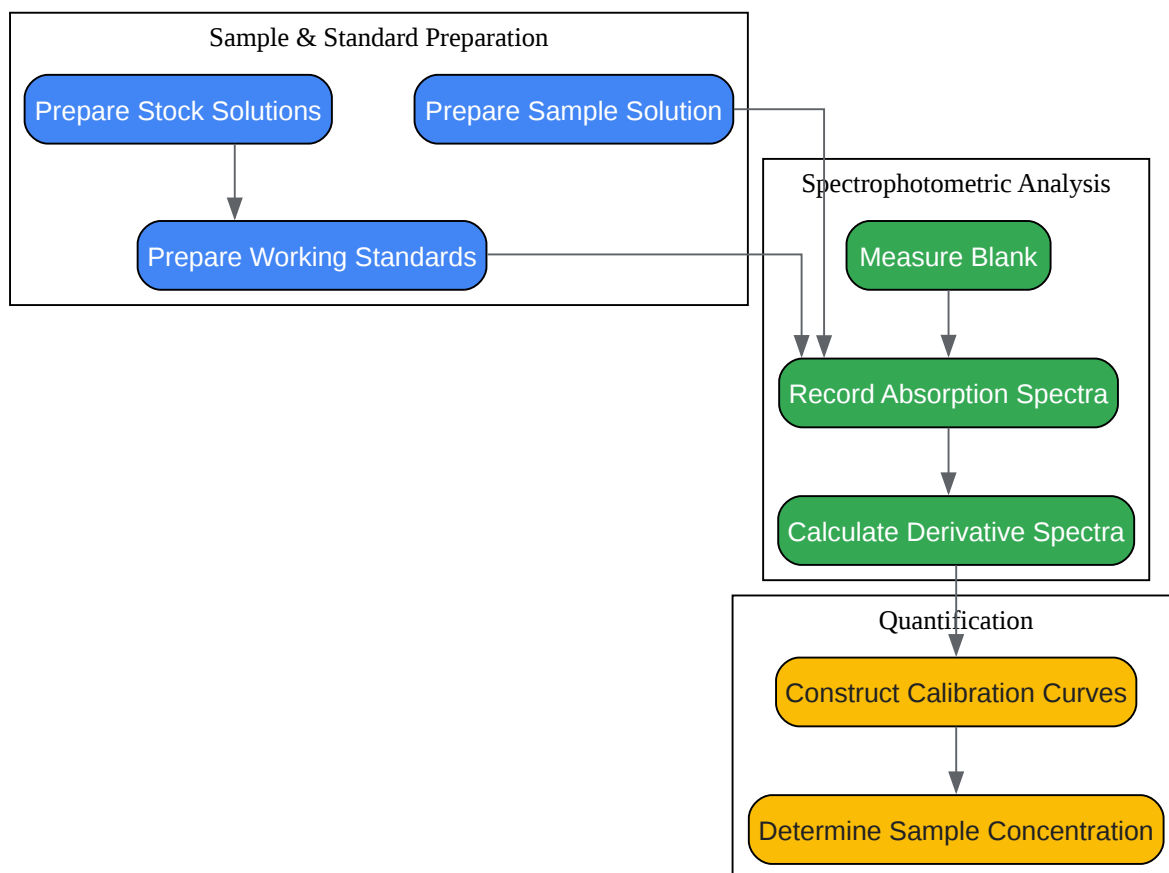 Sample & Standard Preparation
Prepare Stock Solutions
Prepare Sample Solution
Prepare Working Standards
Spectrophotometric Analysis
Measure Blank
Record Absorption Spectra
Calculate Derivative Spectra
Quantification
Construct Calibration Curves
Determine Sample Concentration